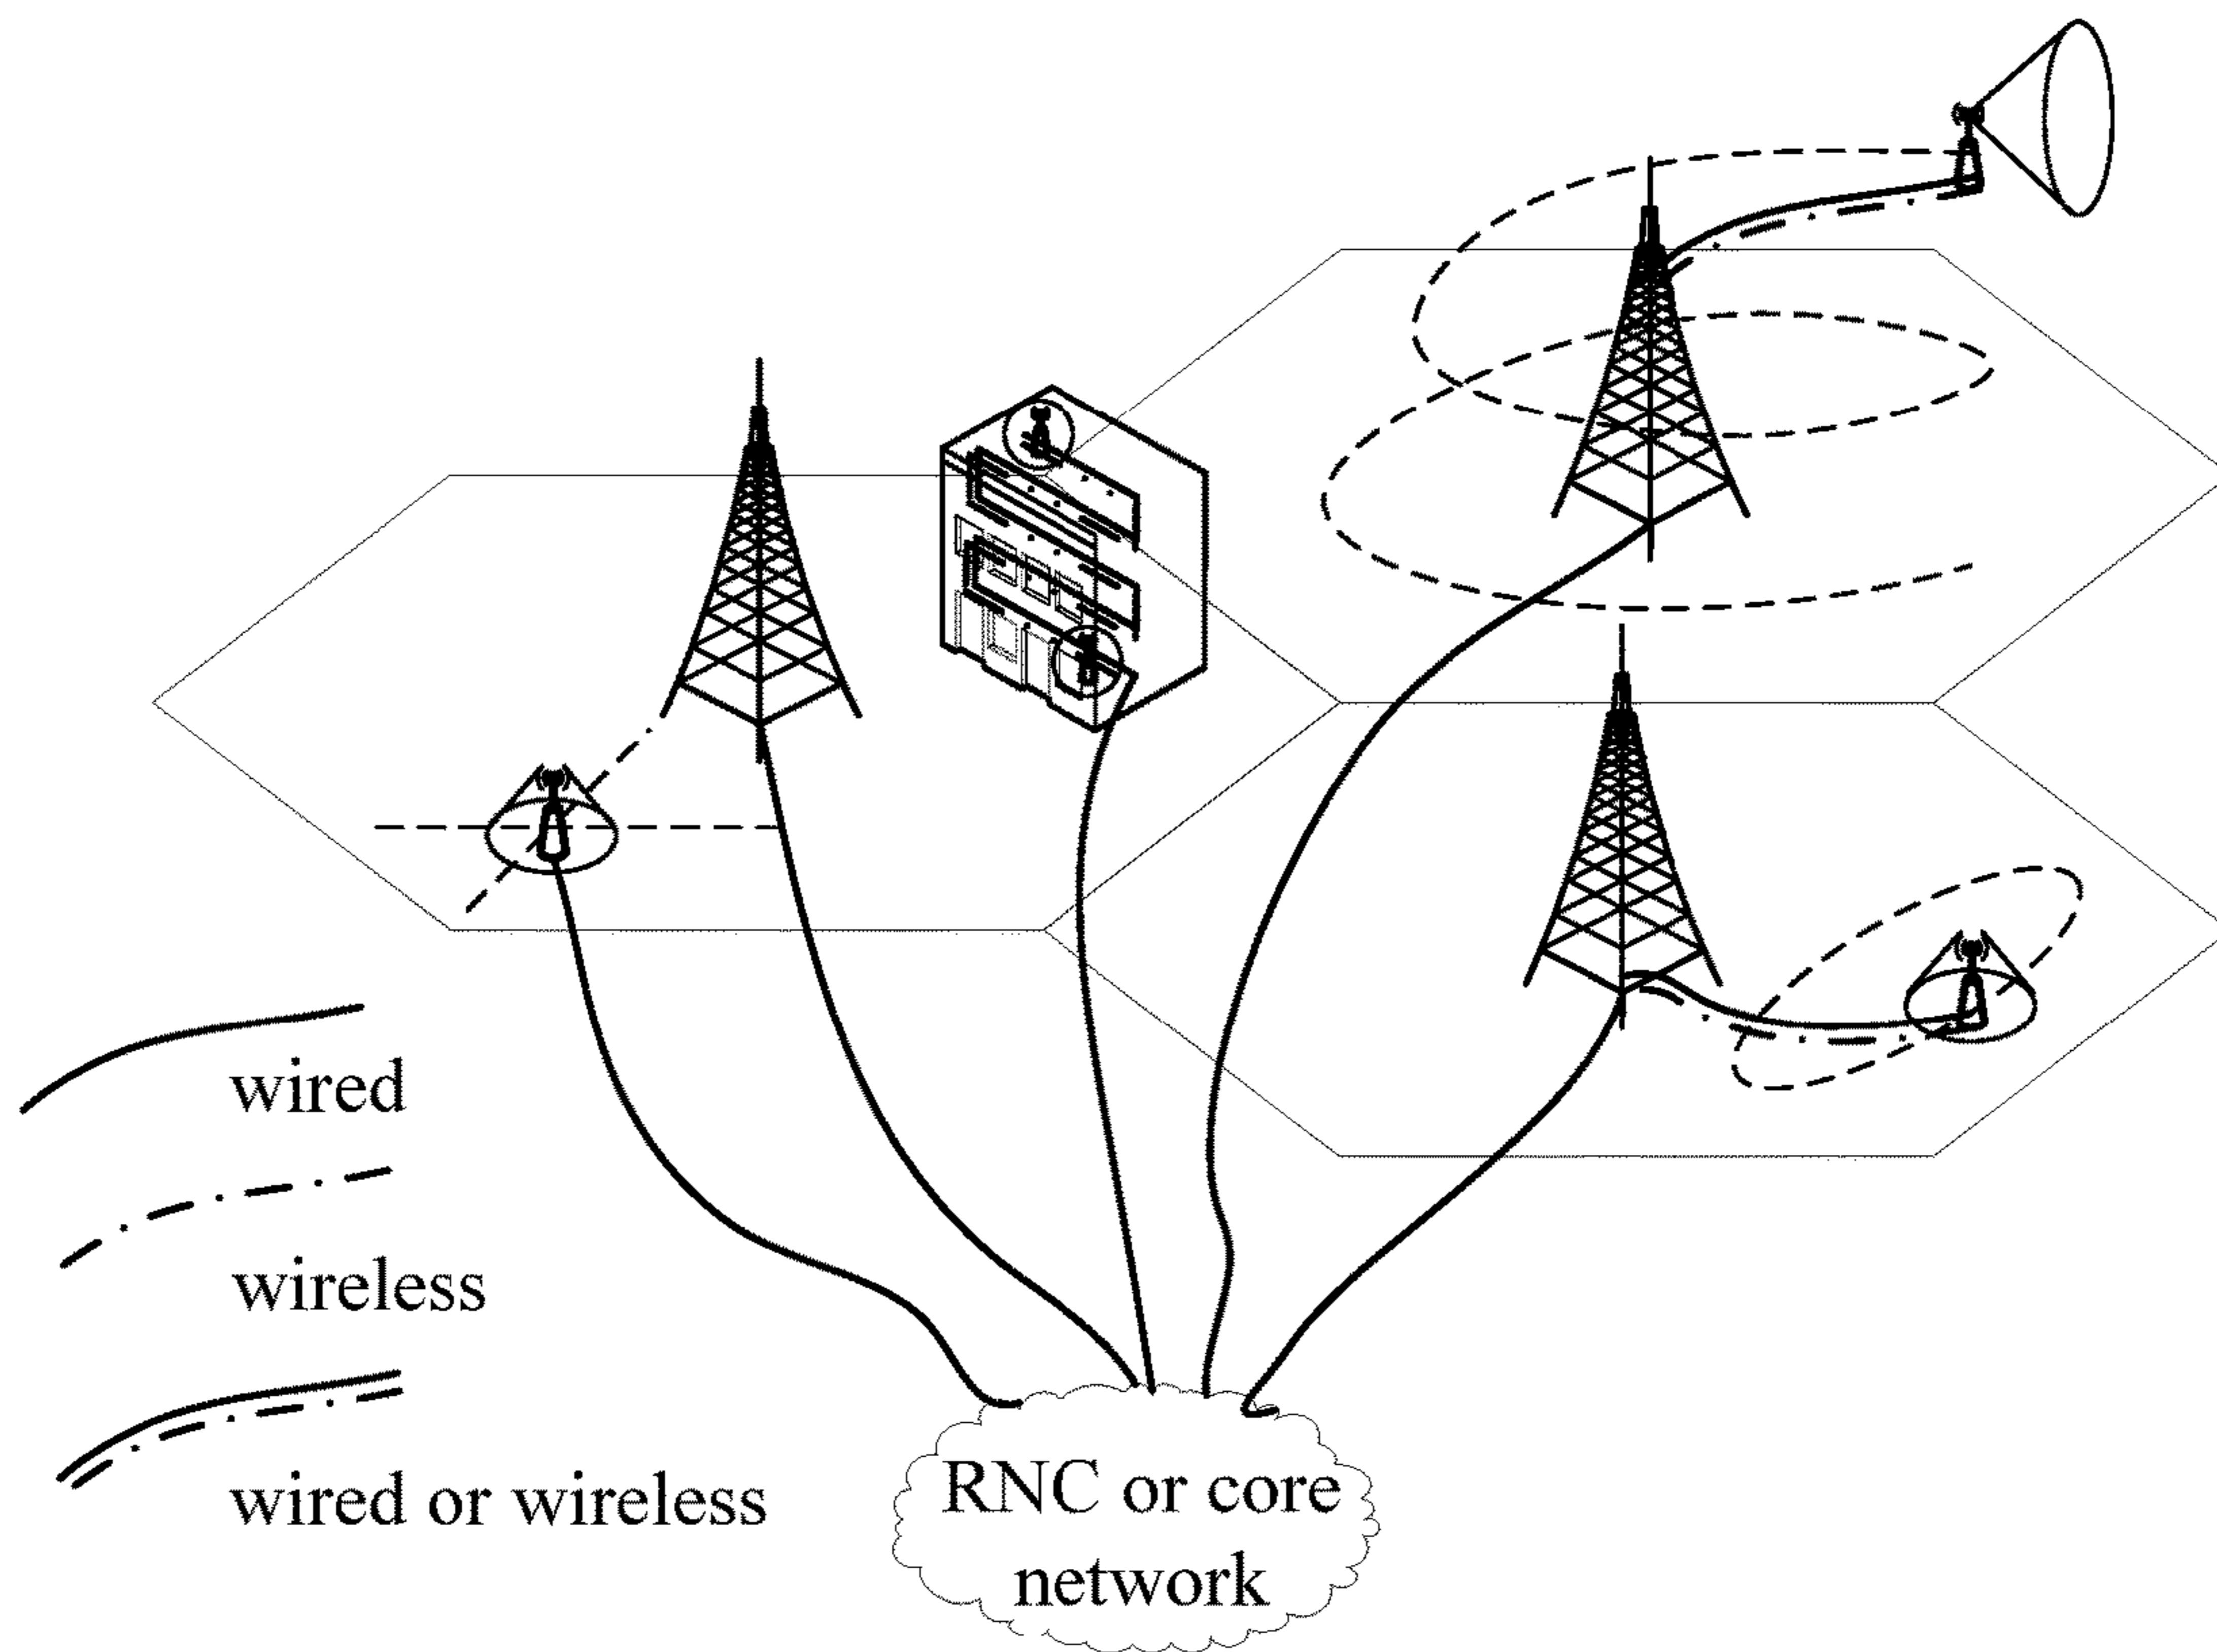 wired
wireless
wired or wireless
RNC or core
network